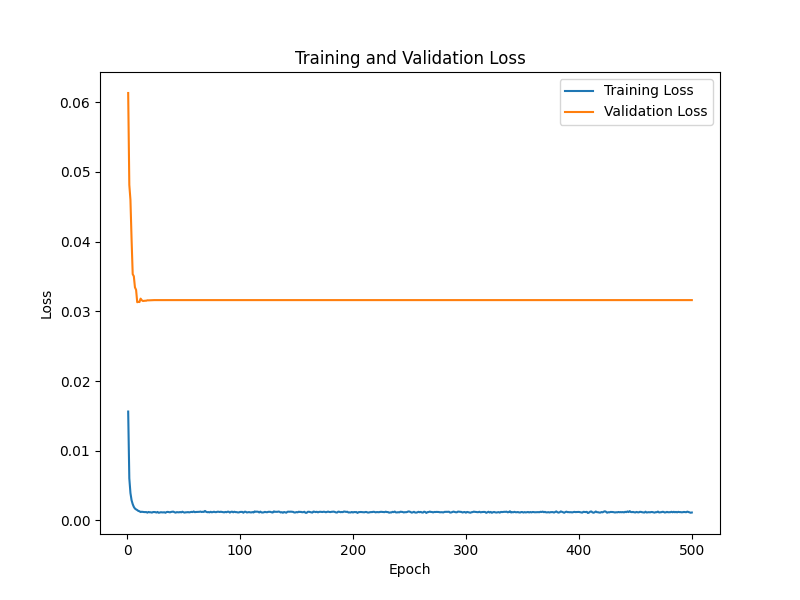 Training and Validation Loss
Training Loss
Validation Loss
0.06
0.05
0.04
0.03
0.02
0.01
0.00
Loss
0 100 200 300 400 500
Epoch